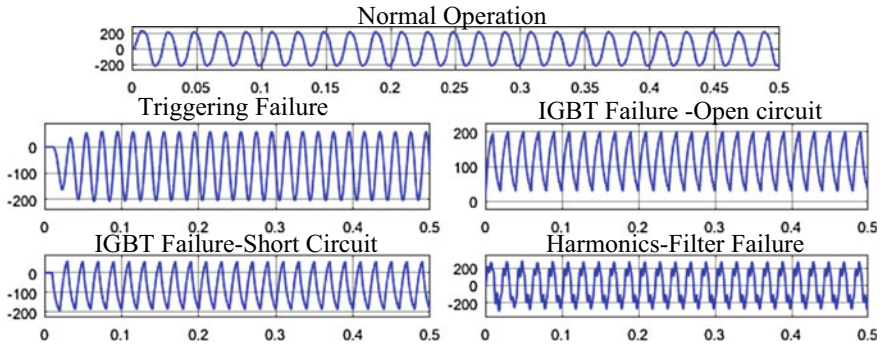 Normal Operation
200
0
-200
0 0.05 0.1 0.15 0.2 0.25 0.3 0.35 0.4 0.45 0.5
Triggering Failure
0
-100
-200
0 0.1 0.2 0.3 0.4 0.5
IGBT Failure -Open circuit
200
100
0
0 0.1 0.2 0.3 0.4 0.5
IGBT Failure-Short Circuit
0
-100
-200
0 0.1 0.2 0.3 0.4 0.5
Harmonics-Filter Failure
200
0
-200
0 0.1 0.2 0.3 0.4 0.5